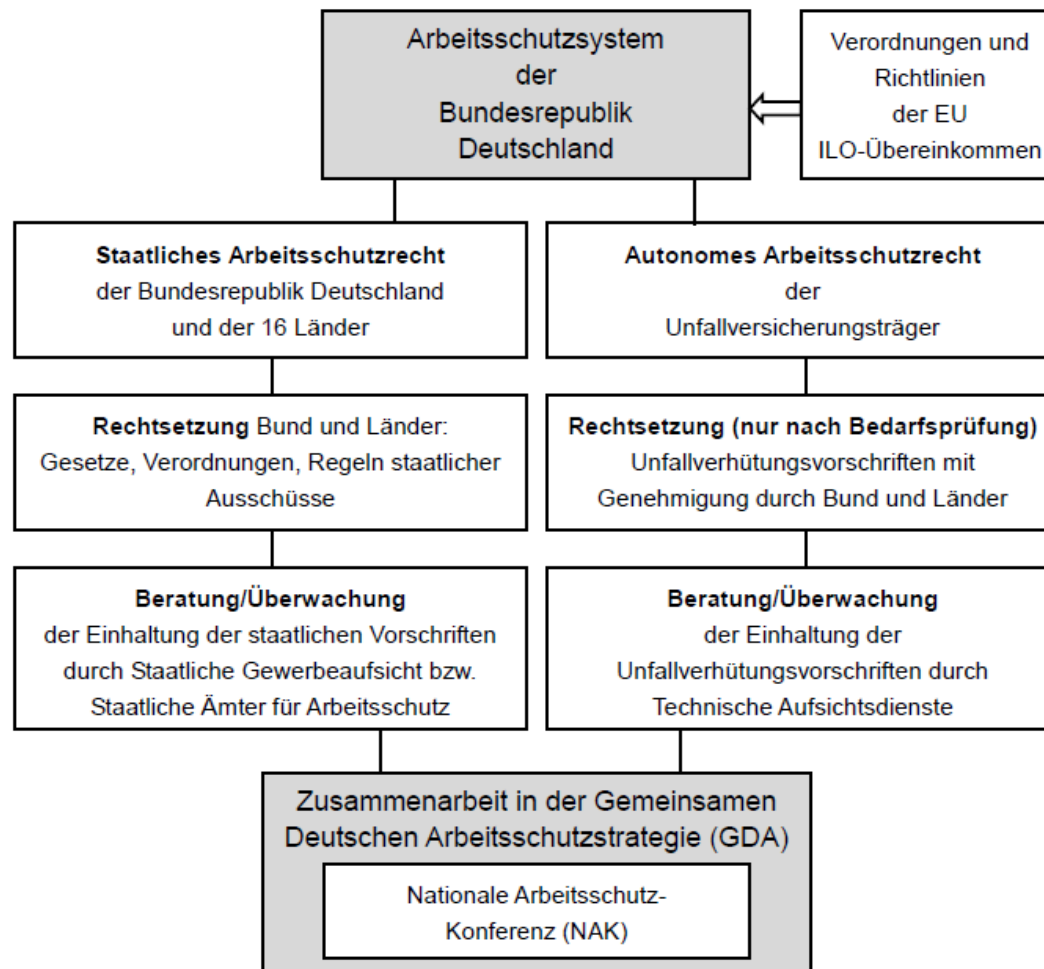 Arbeitsschutzsystem
der
Bundesrepublik
Deutschland
Verordnungen und
Richtlinien
der EU
ILO-Übereinkommen
Staatliches Arbeitsschutzrecht
der Bundesrepublik Deutschland
und der 16 Länder
Autonomes Arbeitsschutzrecht
der
Unfallversicherungsträger
Rechtsetzung Bund und Länder:
Gesetze, Verordnungen, Regeln staatlicher
Ausschüsse
Rechtsetzung (nur nach Bedarfsprüfung)
Unfallverhütungsvorschriften mit
Genehmigung durch Bund und Länder
Beratung/Überwachung
der Einhaltung der staatlichen Vorschriften
durch Staatliche Gewerbeaufsicht bzw.
Staatliche Ämter für Arbeitsschutz
Beratung/Überwachung
der Einhaltung der
Unfallverhütungsvorschriften durch
Technische Aufsichtsdienste
Zusammenarbeit in der Gemeinsamen
Deutschen Arbeitsschutzstrategie (GDA)
Nationale Arbeitsschutz-
Konferenz (NAK)